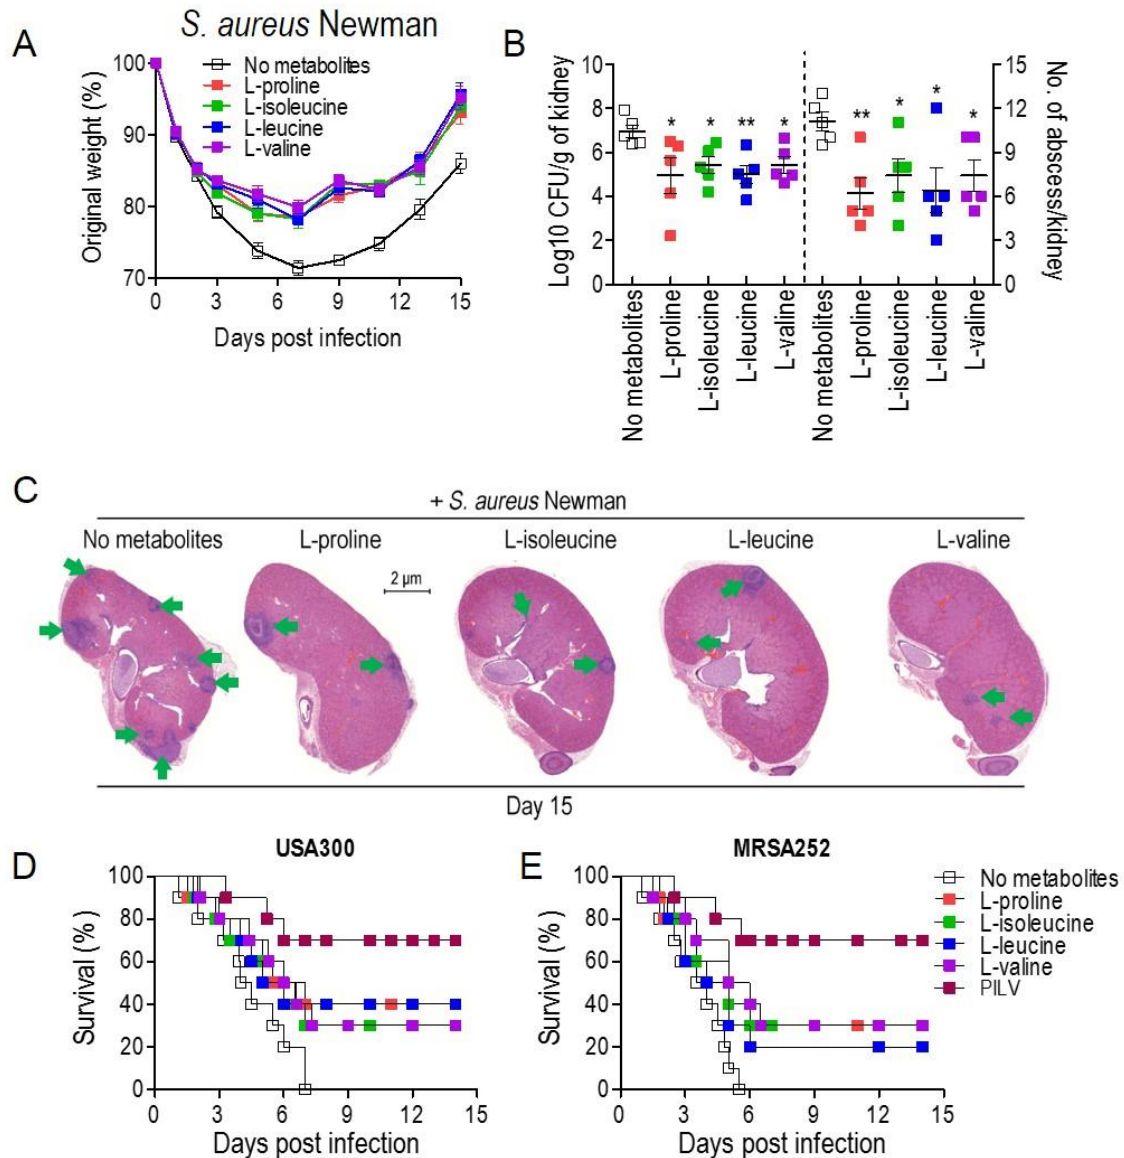 A
S. aureus Newman
Original weight (%)
100
90
80
70
0 3 6 9 12 15
Days post infection
No metabolites
L-proline
L-isoleucine
L-leucine
L-valine
B
Log10 CFU/g of kidney
10
8
6
4
2
0
* * ** * ** * * *
15
12
9
6
3
0
No. of abscess/kidney
No metabolites
L-proline
L-isoleucine
L-leucine
L-valine
No metabolites
L-proline
L-isoleucine
L-leucine
L-valine
C
+ S. aureus Newman
No metabolites L-proline L-isoleucine L-leucine L-valine
2 µm
Day 15
D
USA300
Survival (%)
100
80
60
40
20
0
0 3 6 9 12 15
Days post infection
E
MRSA252
Survival (%)
100
80
60
40
20
0
0 3 6 9 12 15
Days post infection
No metabolites
L-proline
L-isoleucine
L-leucine
L-valine
PILV